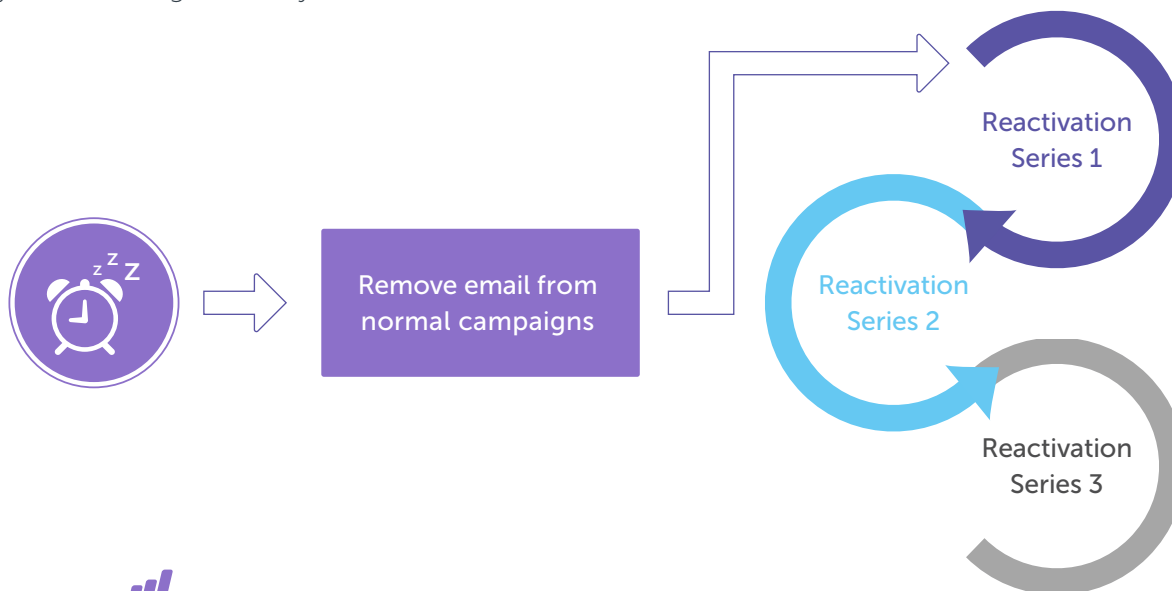 z z z
Remove email from
normal campaigns
Reactivation
Series 1
Reactivation
Series 2
Reactivation
Series 3